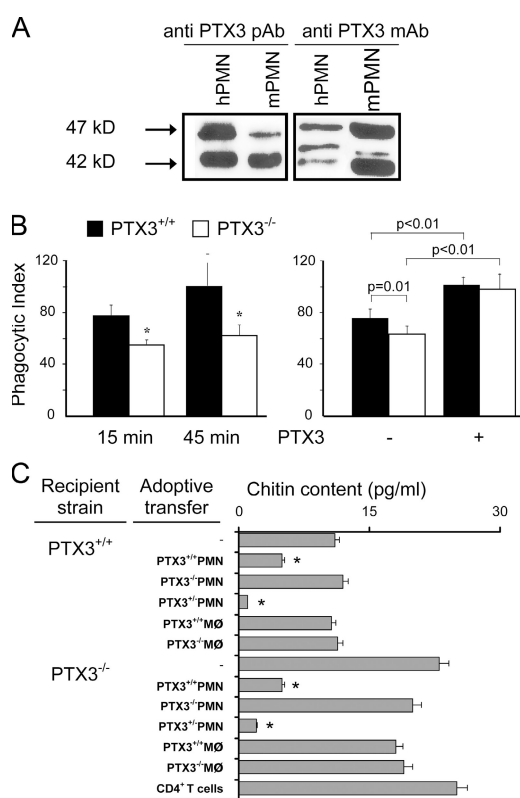 A
anti PTX3 pAb
anti PTX3 mAb
hPMN
mPMN
hPMN
mPMN
47 kD
42 kD
B
PTX3+/+
PTX3-/-
p<0.01
p<0.01
p=0.01
Phagocytic Index
120
80
40
0
*
*
15 min
45 min
120
80
40
0
PTX3
-
+
C
Recipient strain
Adoptive transfer
Chitin content (pg/ml)
0
15
30
PTX3+/+
-
PTX3+/+PMN
*
PTX3-/-PMN
PTX3+/-PMN
*
PTX3+/+MØ
PTX3-/-MØ
PTX3-/-
-
PTX3+/+PMN
*
PTX3-/-PMN
PTX3+/-PMN
*
PTX3+/+MØ
PTX3-/-MØ
CD4+ T cells